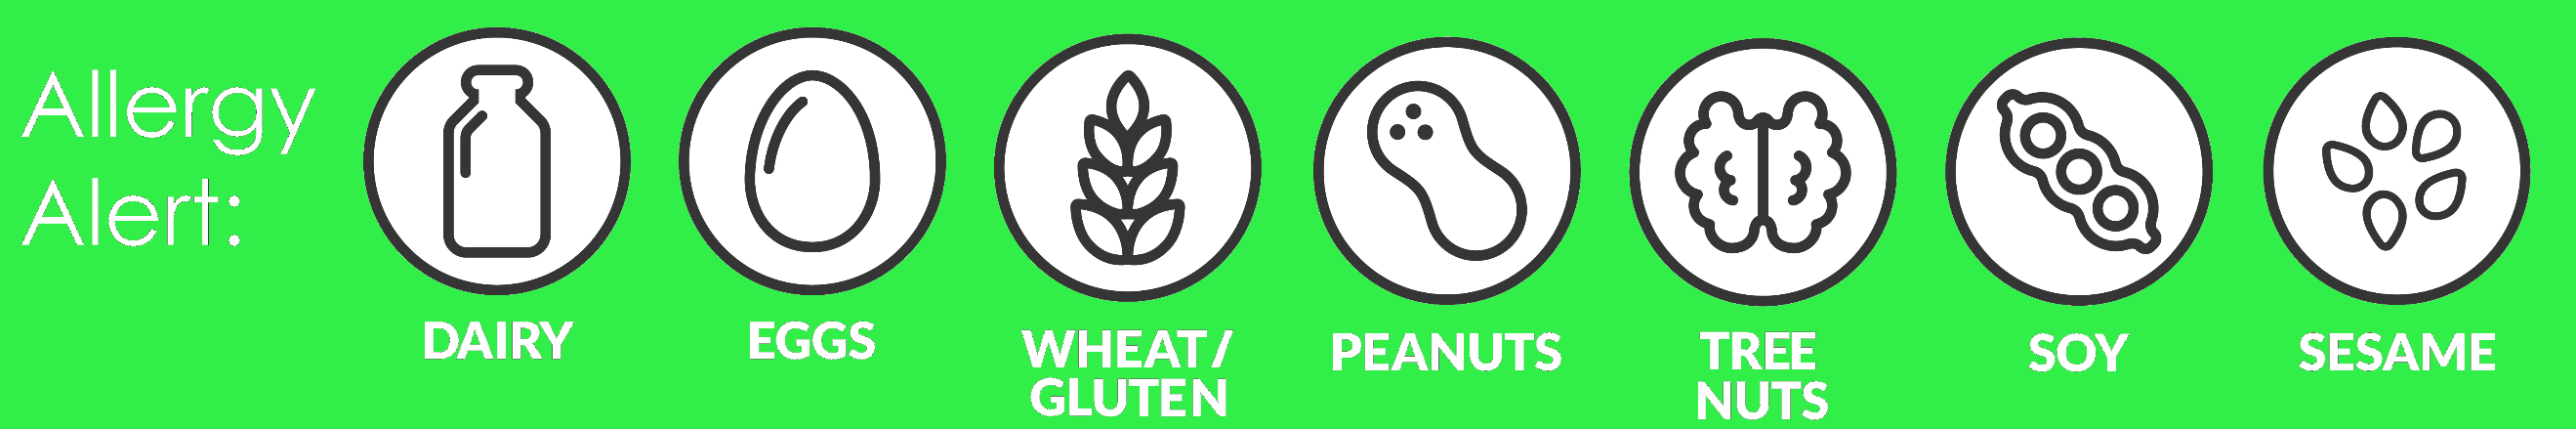 Allergy
Alert:
DAIRY
EGGS
WHEAT/
GLUTEN
PEANUTS
TREE
NUTS
SOY
SESAME